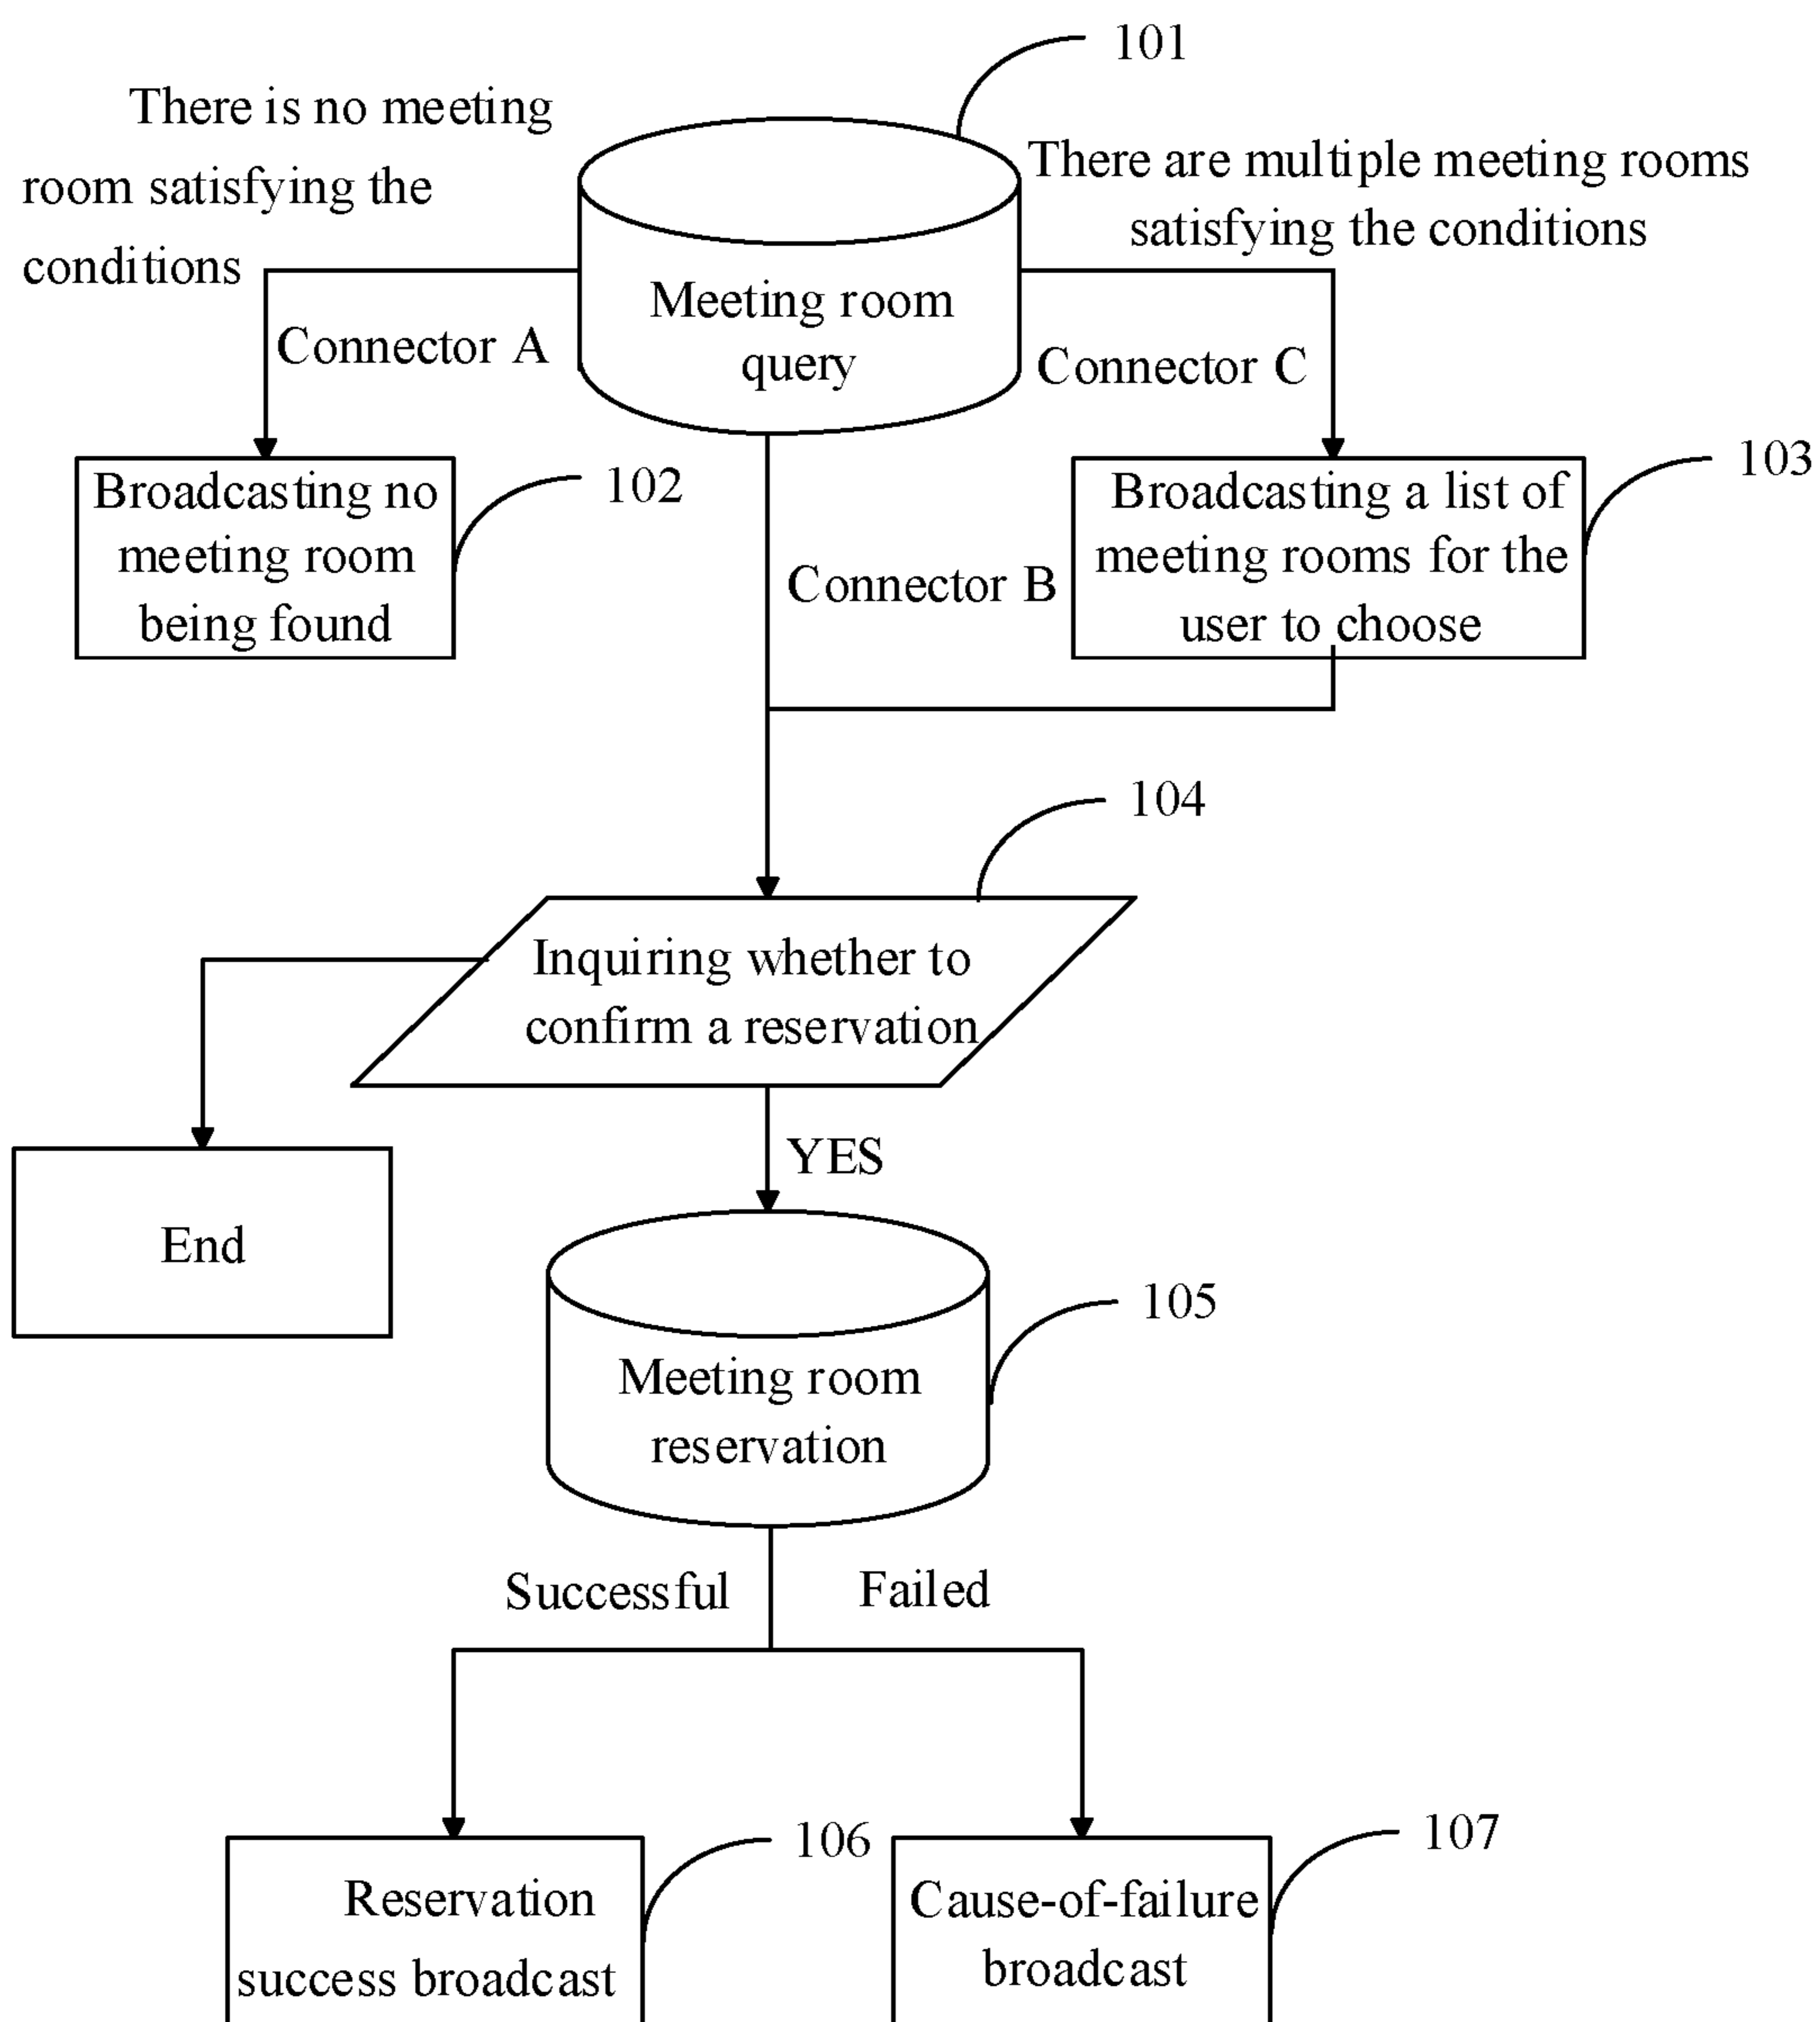 101
There is no meeting
room satisfying the
conditions
There are multiple meeting rooms
satisfying the conditions
Meeting room
query
Connector A
Connector C
Broadcasting no
meeting room
being found
102
Connector B
Broadcasting a list of
meeting rooms for the
user to choose
103
104
Inquiring whether to
confirm a reservation
YES
End
Meeting room
reservation
105
Successful
Failed
Reservation
success broadcast
106
Cause-of-failure
broadcast
107